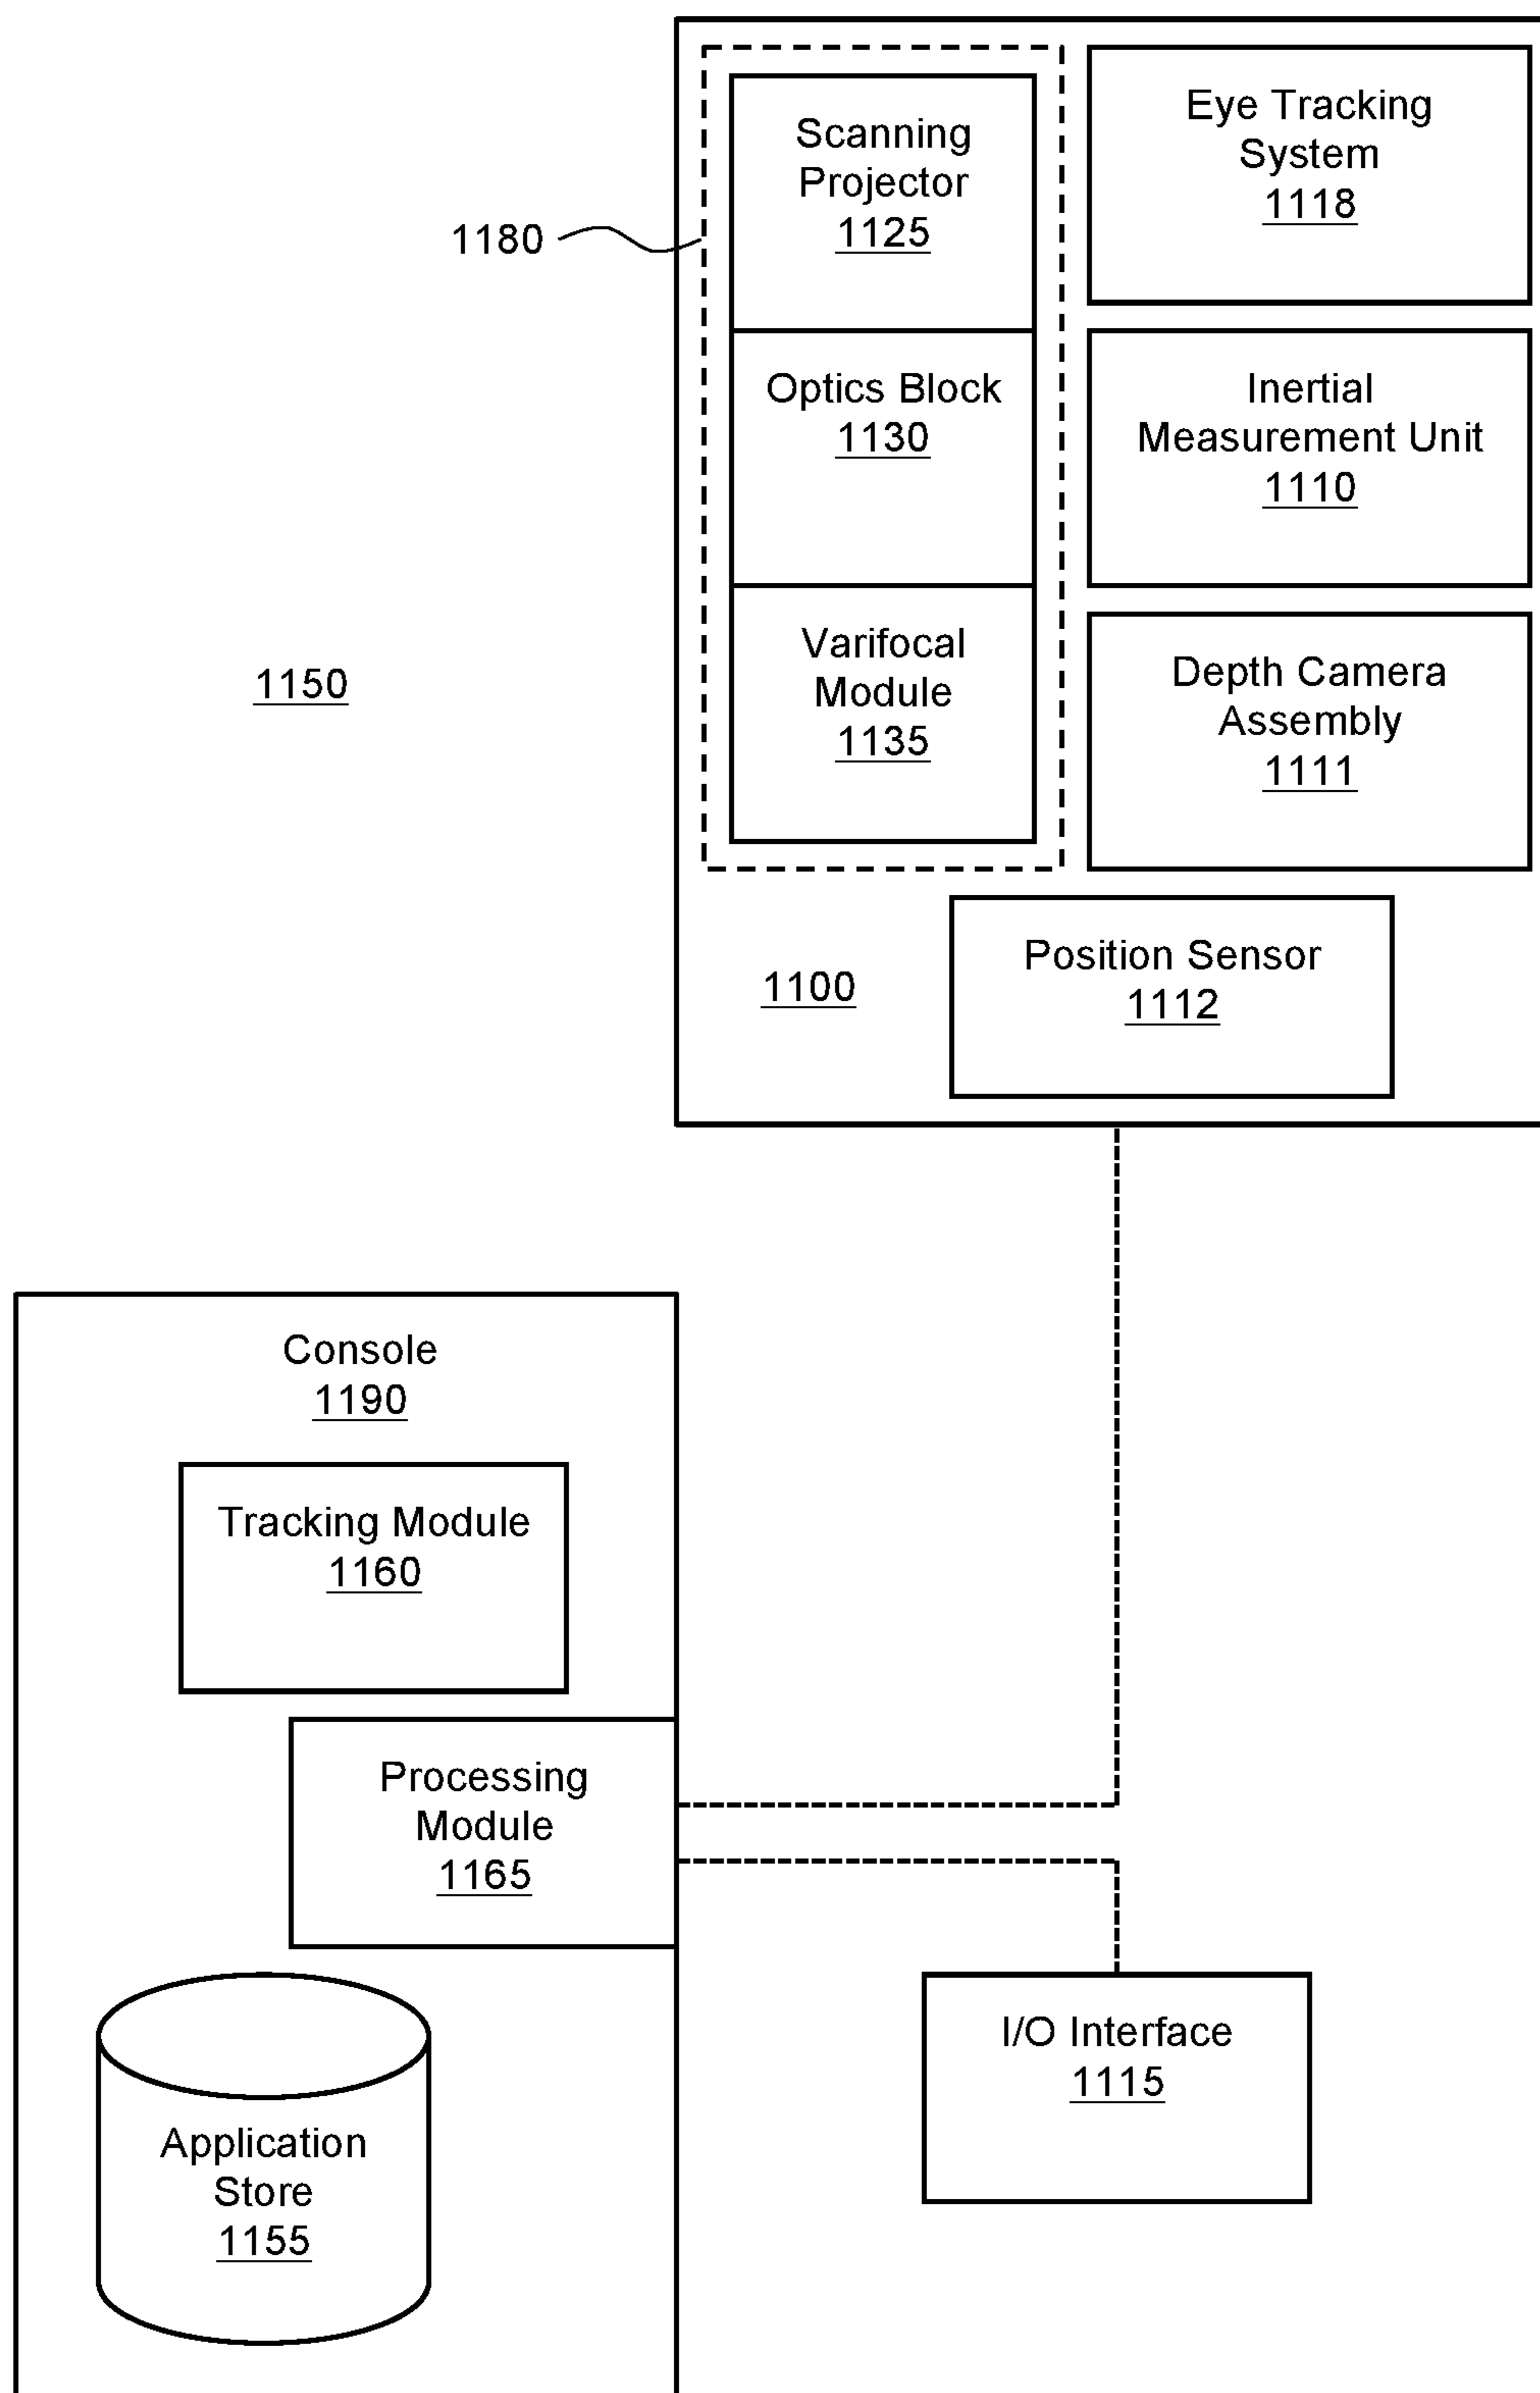 Scanning
Projector
1125
Eye Tracking
System
1118
1180
Optics Block
1130
Inertial
Measurement Unit
1110
Varifocal
Module
1135
Depth Camera
Assembly
1111
1150
Position Sensor
1112
1100
Console
1190
Tracking Module
1160
Processing
Module
1165
I/O Interface
1115
Application
Store
1155